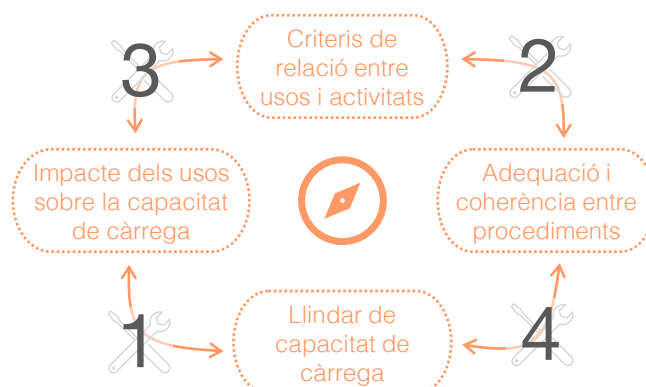 3
Criteris de
relació entre
usos i activitats
2
Impacte dels usos
sobre la capacitat
de càrrega
Adequació i
coherència entre
procediments
1
Llindar de
capacitat de
càrrega
4